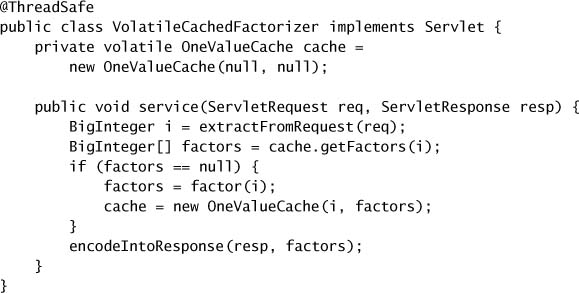 @ThreadSafe
public class VolatileCachedFactorizer implements Servlet {
    private volatile OneValueCache cache =
        new OneValueCache(null, null);

    public void service(ServletRequest req, ServletResponse resp) {
        BigInteger i = extractFromRequest(req);
        BigInteger[] factors = cache.getFactors(i);
        if (factors == null) {
            factors = factor(i);
            cache = new OneValueCache(i, factors);
        }
        encodeIntoResponse(resp, factors);
    }
}